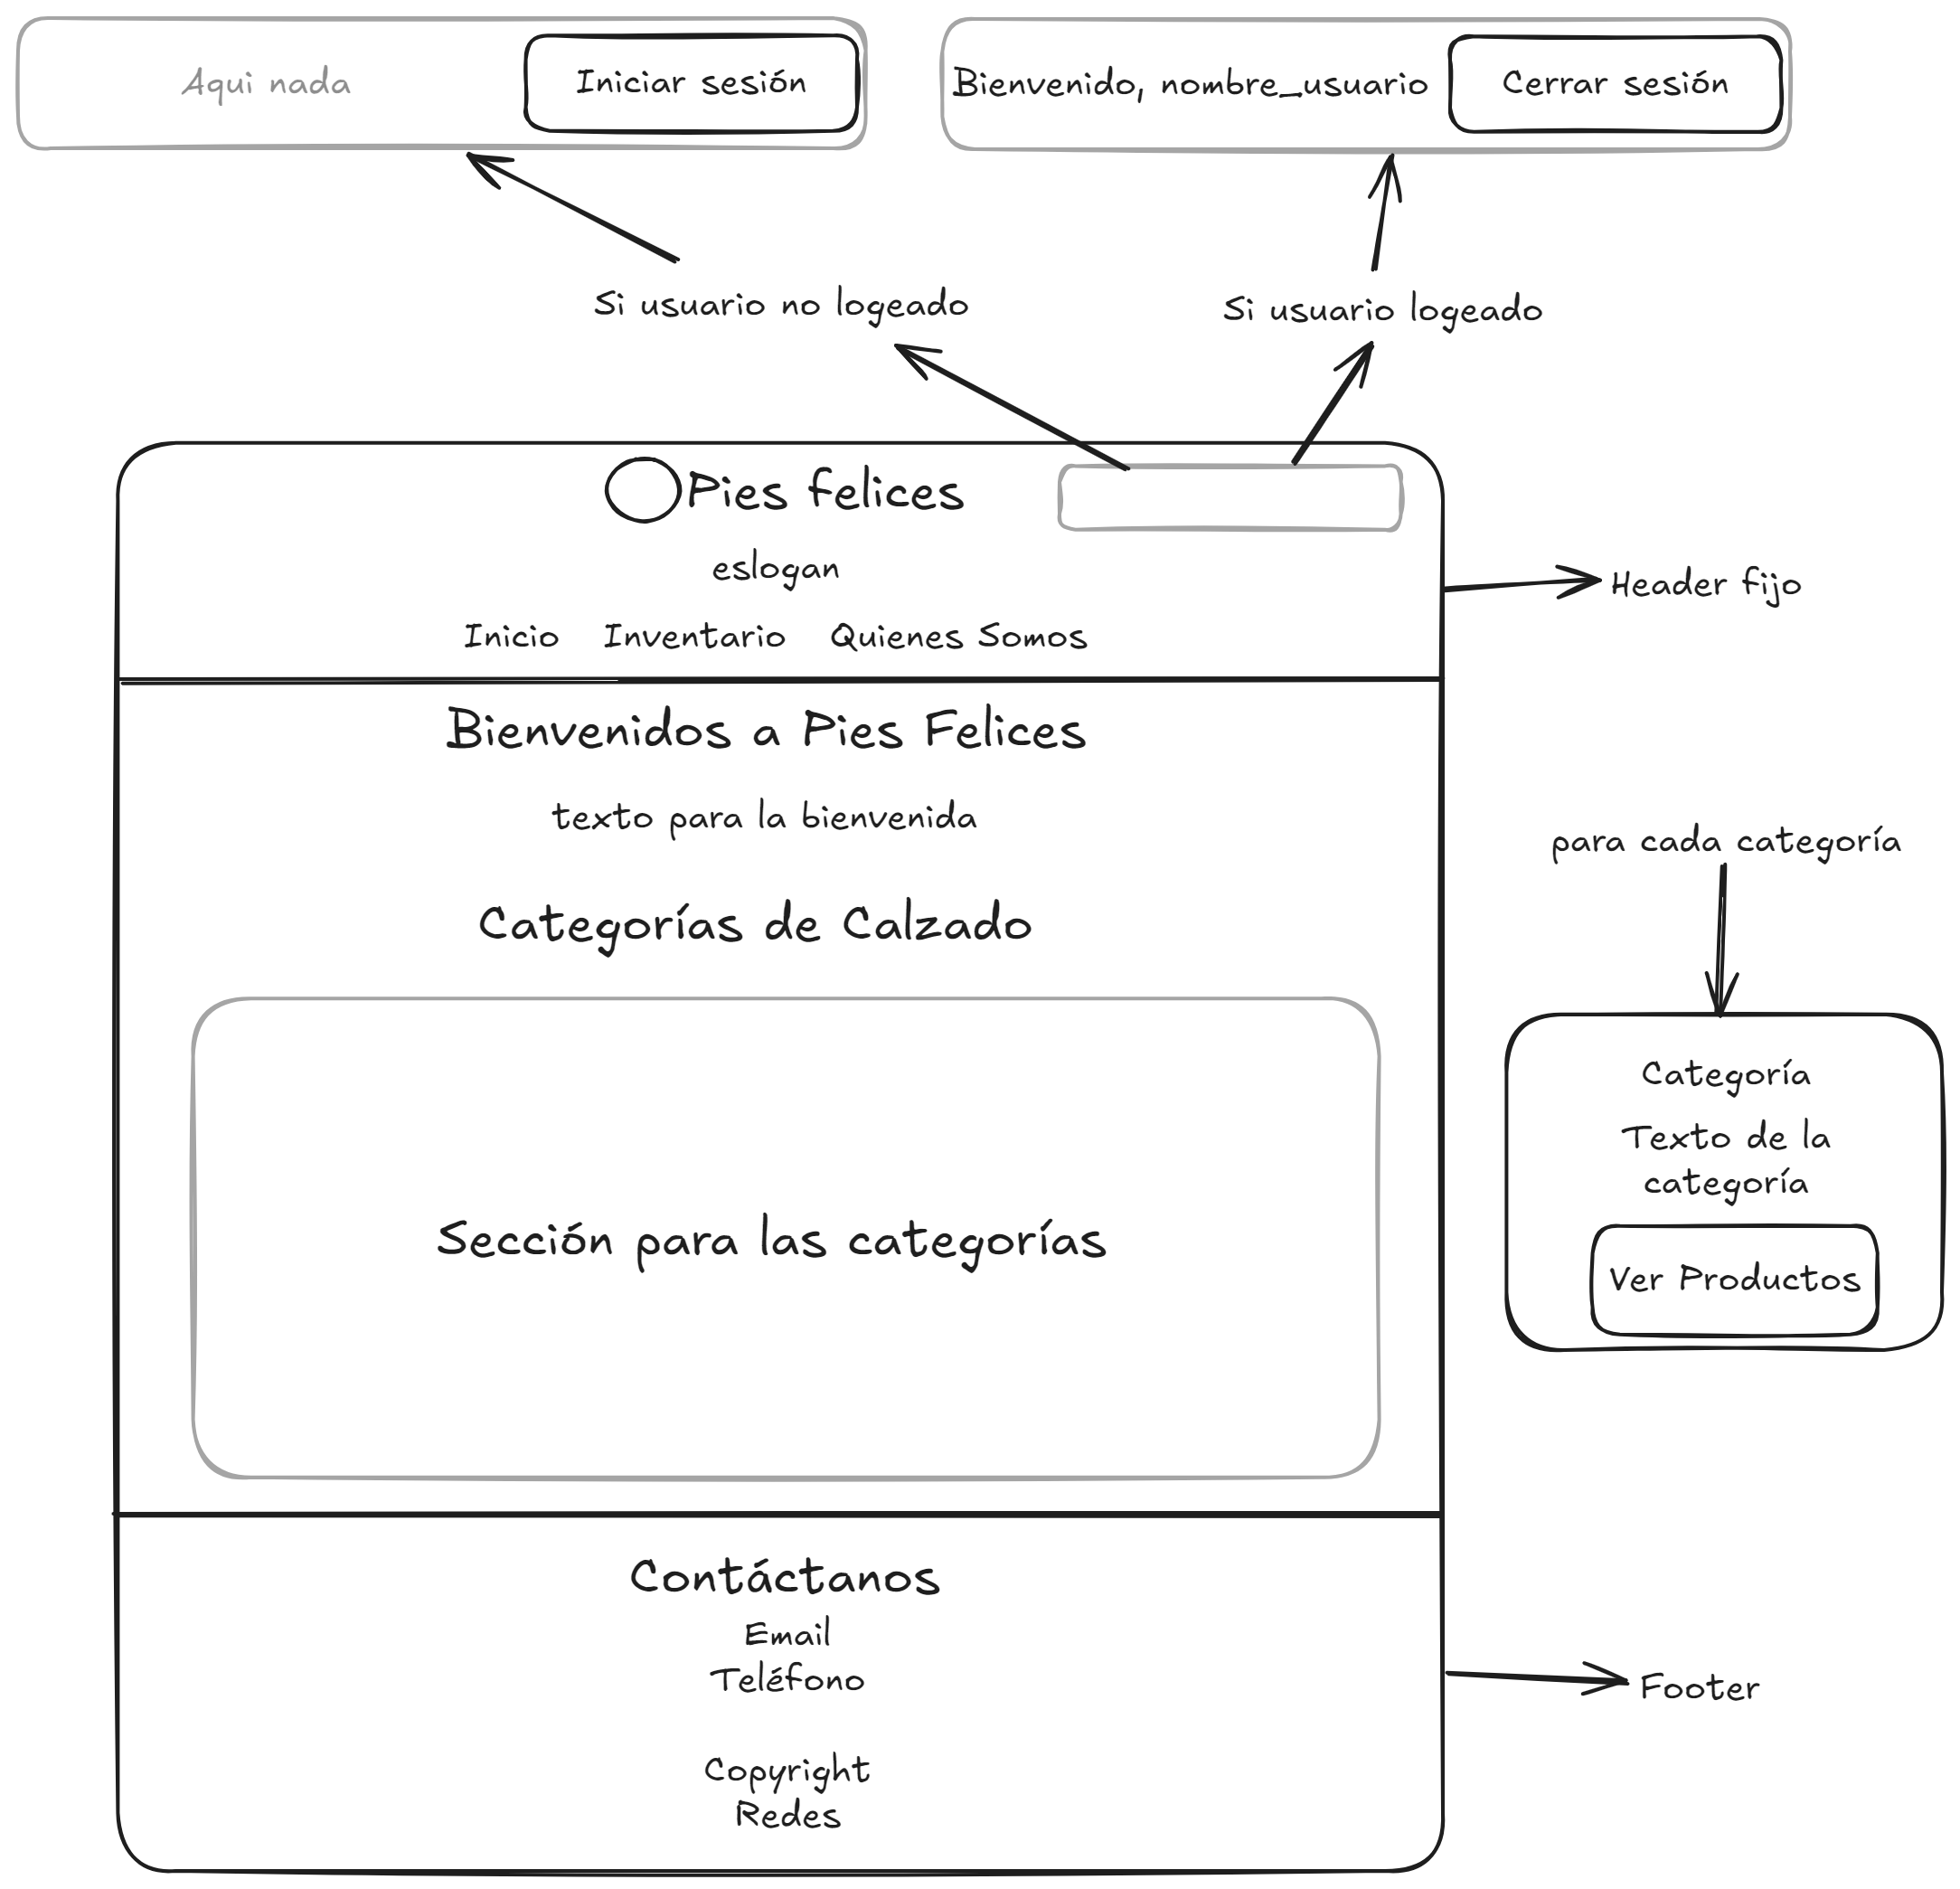 Aqui nada
Iniciar sesión
Bienvenido, nombre_usuario
Cerrar sesión
Si usuario no logeado
Si usuario logeado
Pies felices
eslogan
Header fijo
Inicio Inventario Quienes Somos
Bienvenidos a Pies Felices
texto para la bienvenida
para cada categoría
Categorías de Calzado
Categoría
Texto de la
categoría
Ver Productos
Sección para las categorías
Contáctanos
Email
Teléfono
Footer
Copyright
Redes